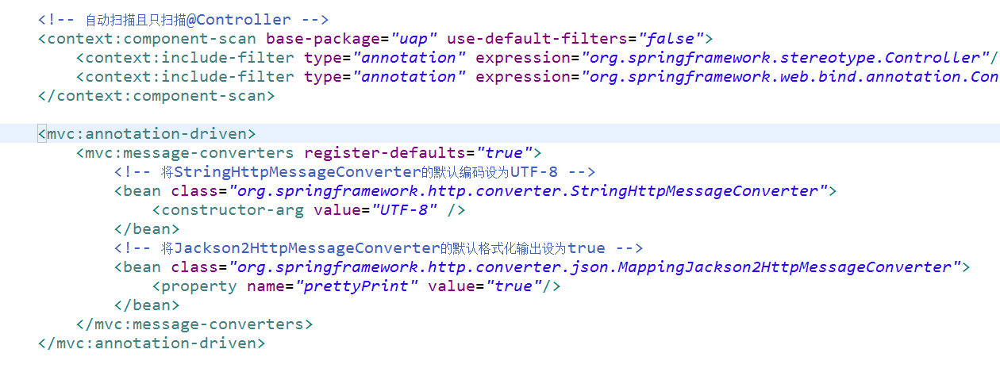 <!-- 自动扫描且只扫描@Controller -->
<context:component-scan base-package="uap" use-default-filters="false">
<context:include-filter type="annotation" expression="org.springframework.stereotype.Controller"/
<context:include-filter type="annotation" expression="org.springframework.web.bind.annotation.Con
</context:component-scan>
<mvc:annotation-driven>
<mvc:message-converters register-defaults="true">
<!-- 将StringHttpMessageConverter的默认编码设为UTF-8 -->
<bean class="org.springframework.http.converter.StringHttpMessageConverter">
<constructor-arg value="UTF-8" />
</bean>
<!-- 将Jackson2HttpMessageConverter的默认格式化输出设为true -->
<bean class="org.springframework.http.converter.json.MappingJackson2HttpMessageConverter">
<property name="prettyPrint" value="true"/>
</bean>
</mvc:message-converters>
</mvc:annotation-driven>